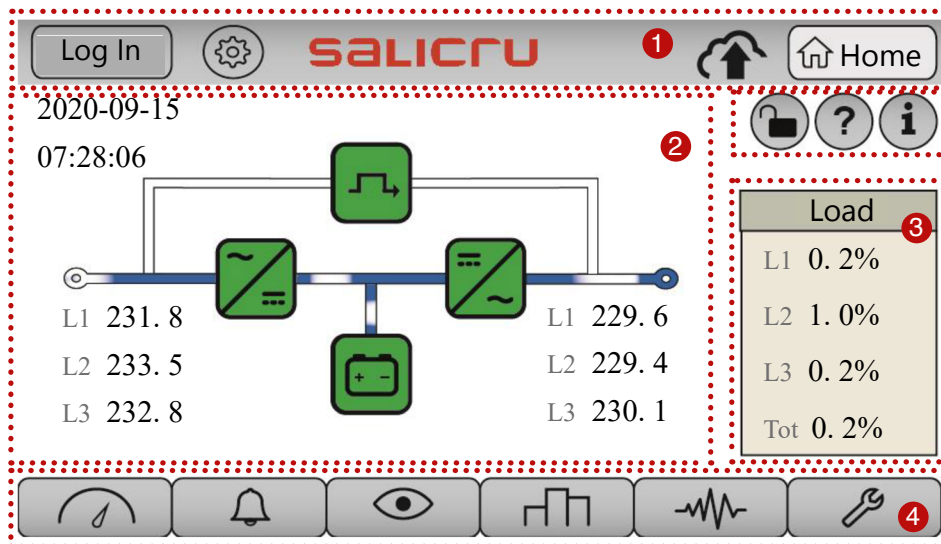 Log In
SALICRU
1
Home
2020-09-15
07:28:06
2
?
i
Load
3
L1 0. 2%
L2 1. 0%
L3 0. 2%
Tot 0. 2%
L1 231. 8
L2 233. 5
L3 232. 8
+ -
L1 229. 6
L2 229. 4
L3 230. 1
4